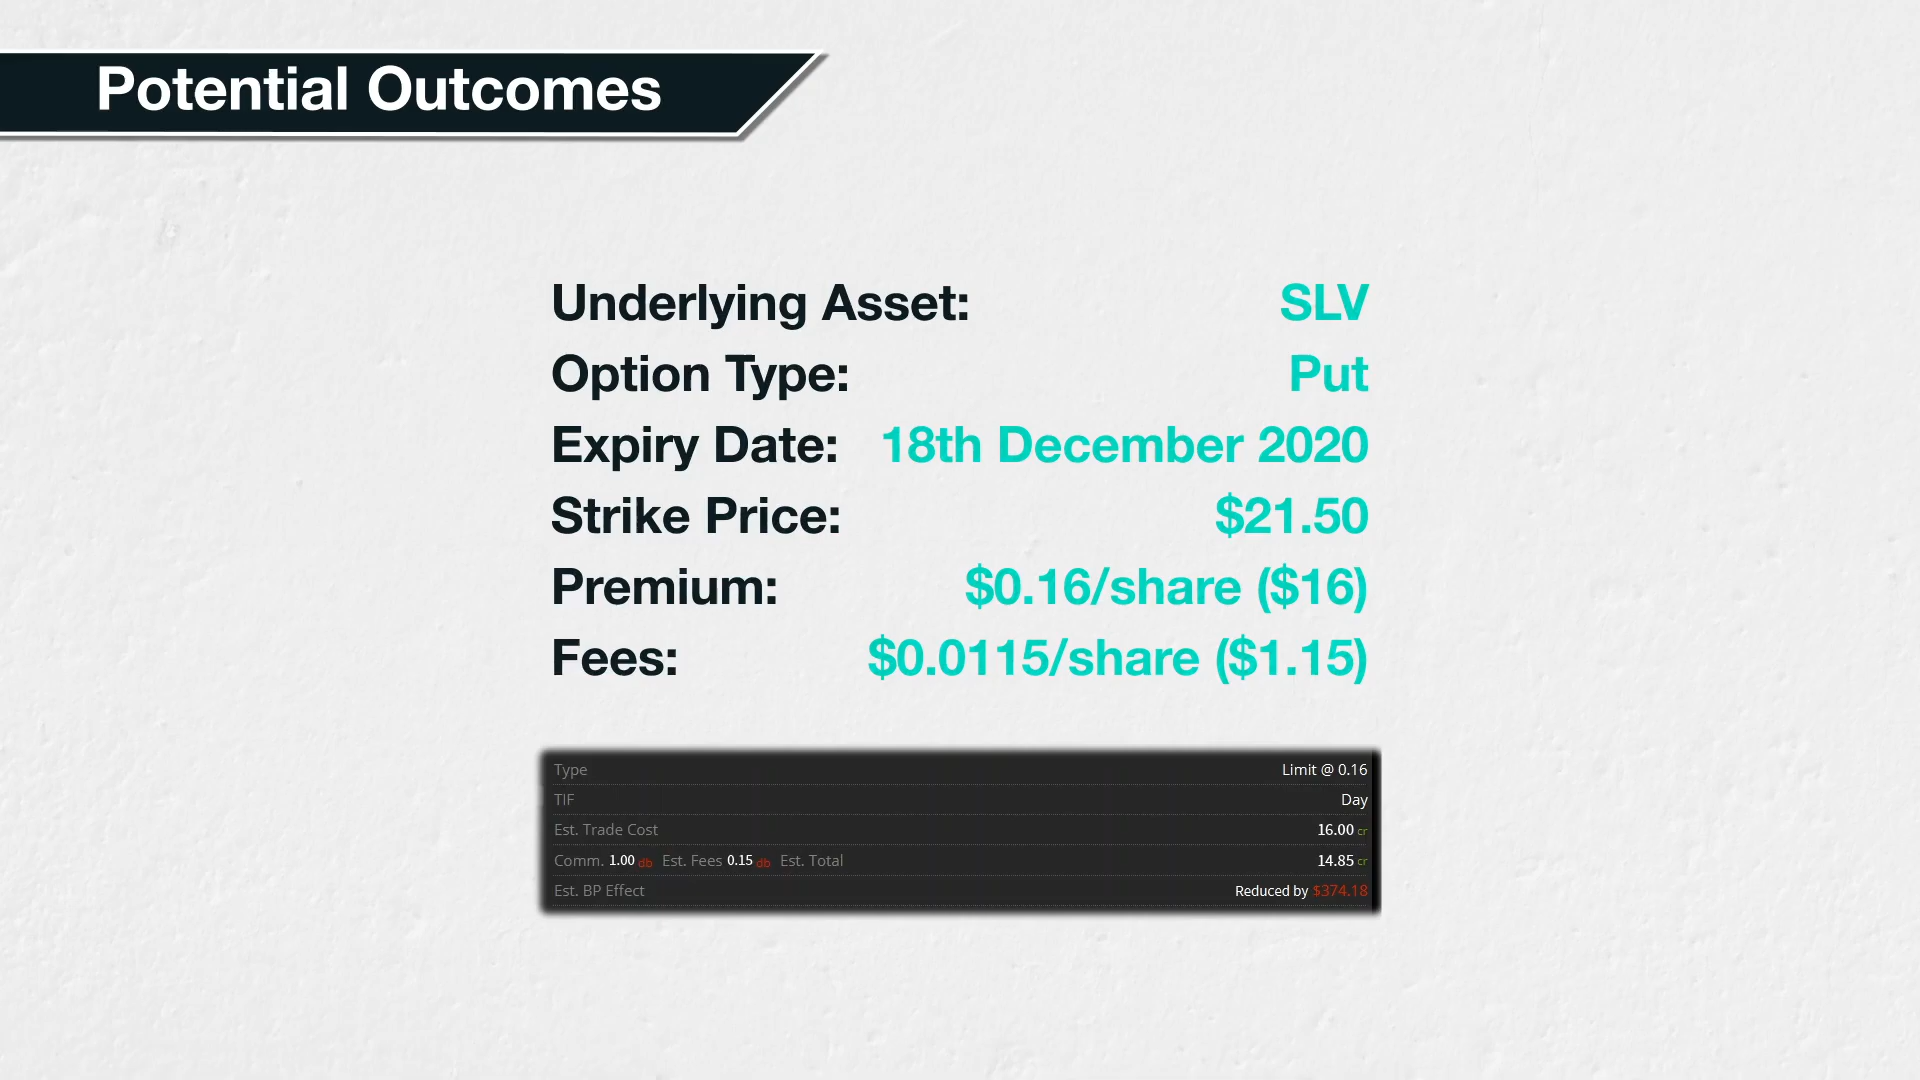 Potential Outcomes
Underlying Asset: SLV
Option Type: Put
Expiry Date: 18th December 2020
Strike Price: $21.50
Premium: $0.16/share ($16)
Fees: $0.0115/share ($1.15)
Type Limit @ 0.16
TIF Day
Est. Trade Cost 16.00 cr
Comm. 1.00 db Est. Fees 0.15 db Est. Total 14.85 cr
Est. BP Effect Reduced by $374.18